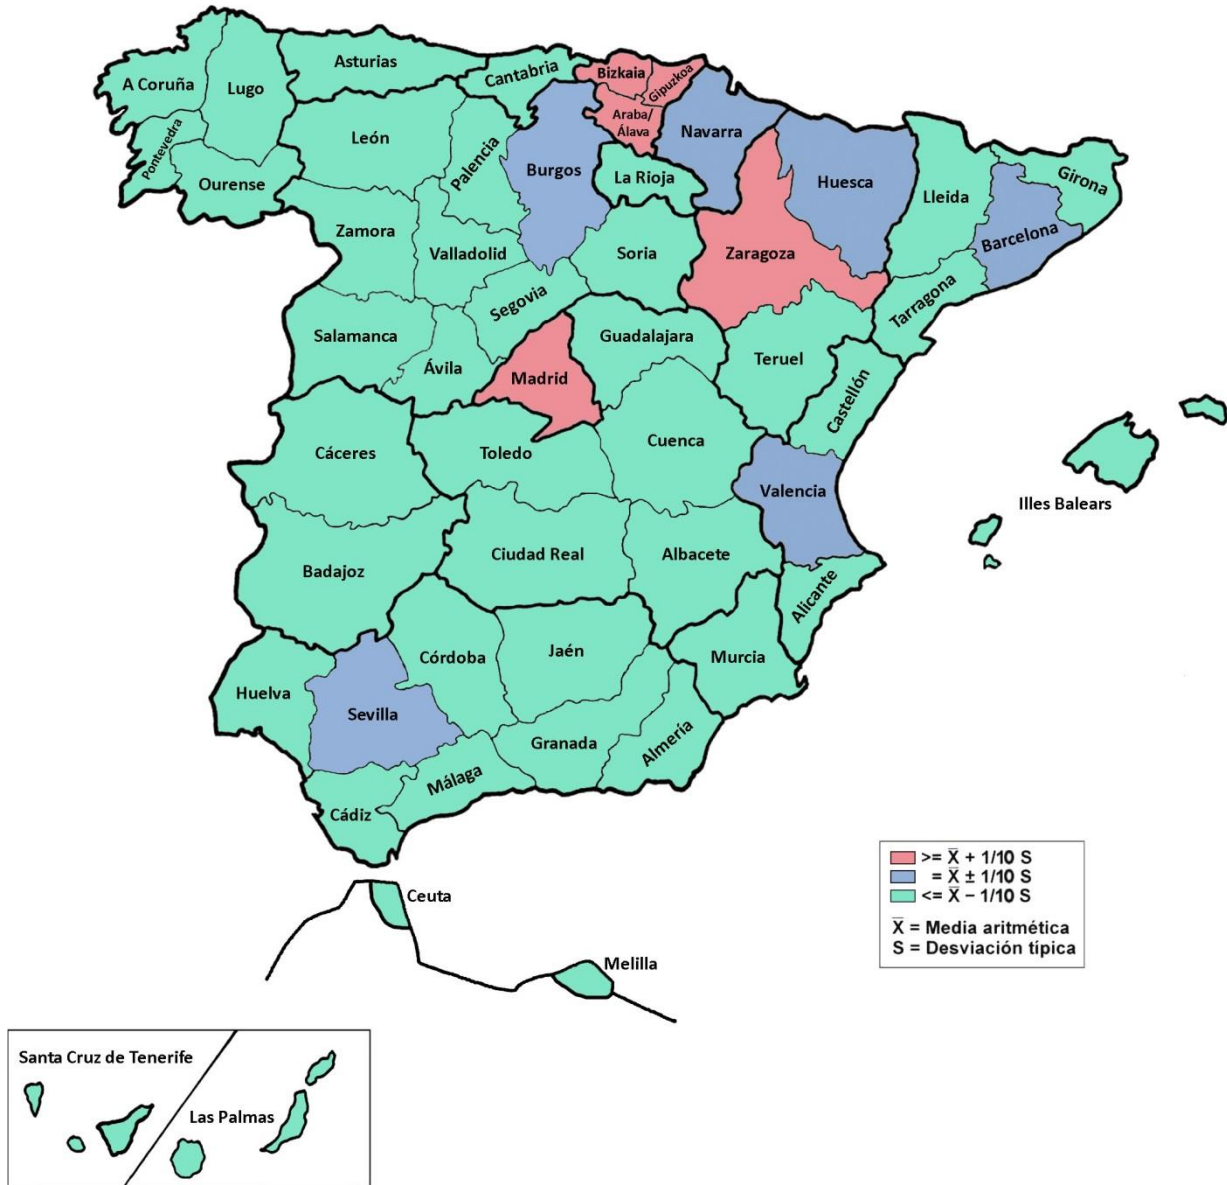 A Coruña
Lugo
Asturias
Cantabria
Bizkaia
Gipuzkoa
Araba/
Álava
Navarra
Pontevedra
Ourense
León
Palencia
Burgos
La Rioja
Huesca
Lleida
Girona
Barcelona
Zamora
Valladolid
Soria
Zaragoza
Tarragona
Segovia
Salamanca
Ávila
Madrid
Guadalajara
Teruel
Castellón
Cáceres
Toledo
Cuenca
Valencia
Illes Balears
Badajoz
Ciudad Real
Albacete
Alicante
Huelva
Sevilla
Córdoba
Jaén
Murcia
Granada
Almería
Málaga
Cádiz
>= X̅ + 1/10 S
= X̅ ± 1/10 S
<= X̅ − 1/10 S
X̅ = Media aritmética
S = Desviación típica
Ceuta
Melilla
Santa Cruz de Tenerife
Las Palmas